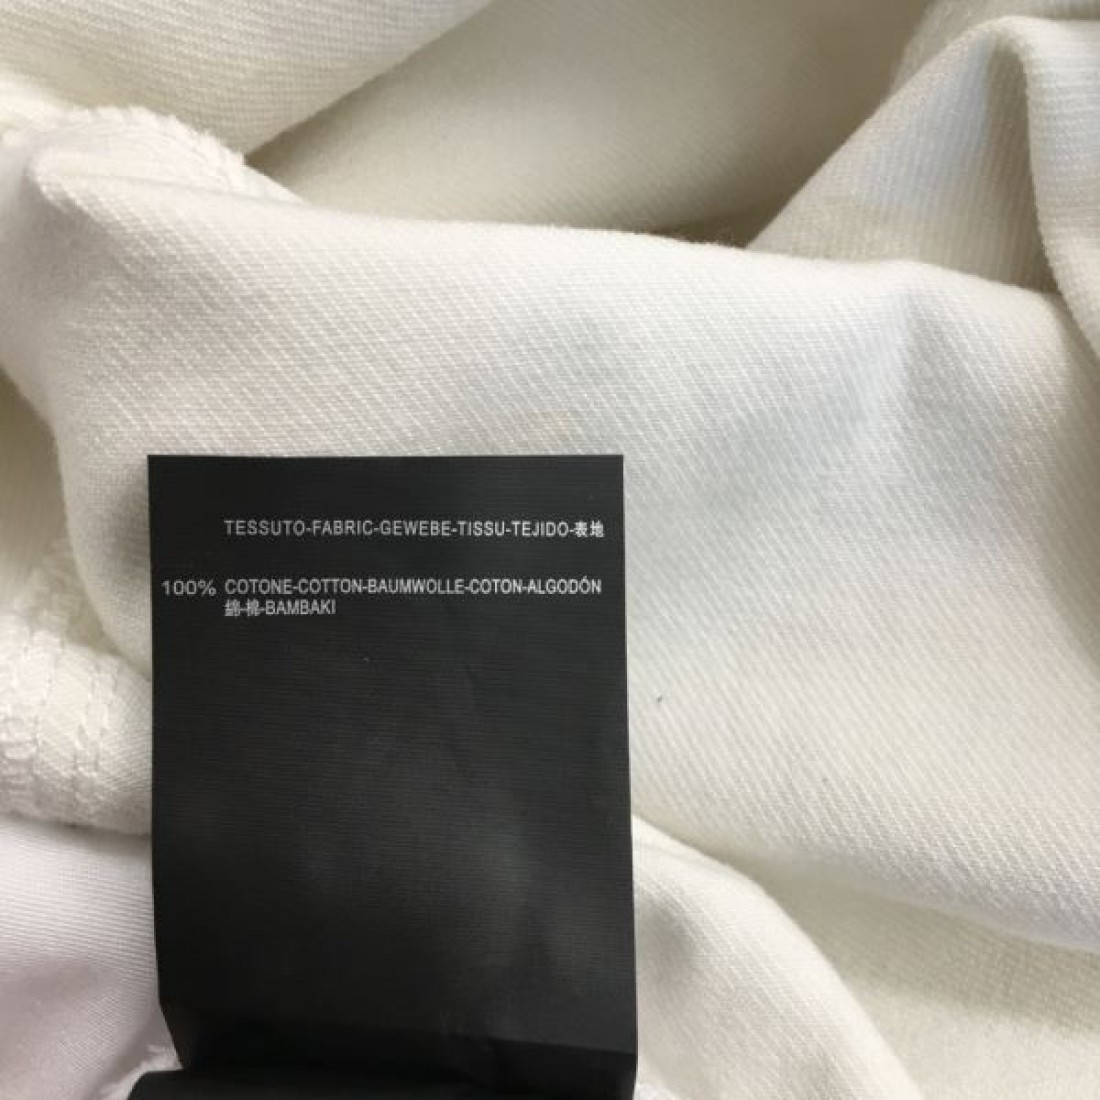 TESSUTO-FABRIC-GEWEBE-TISSU-TEJIDO-表地
100% COTONE-COTTON-BAUMWOLLE-COTON-ALGODÓN
綿-棉-BAMBAKI